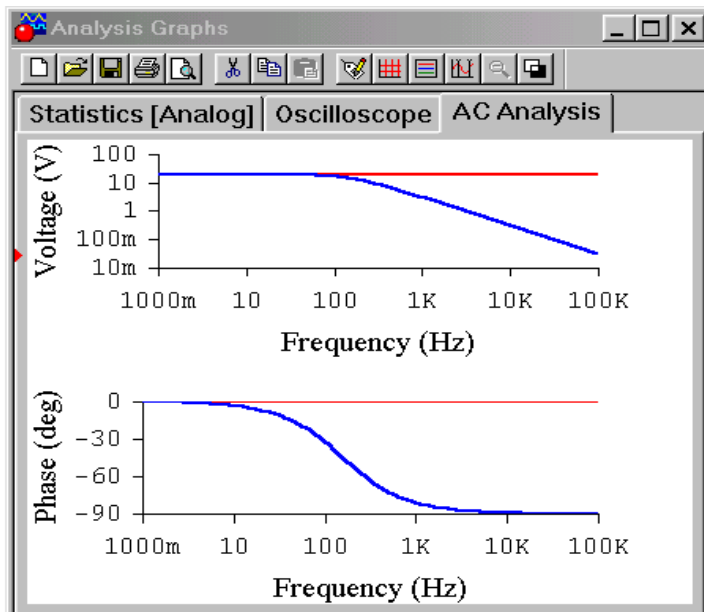 Analysis Graphs
Statistics [Analog] Oscilloscope AC Analysis
Voltage (V)
100
10
1
100m
10m
1000m 10 100 1K 10K 100K
Frequency (Hz)
Phase (deg)
0
-30
-60
-90
1000m 10 100 1K 10K 100K
Frequency (Hz)